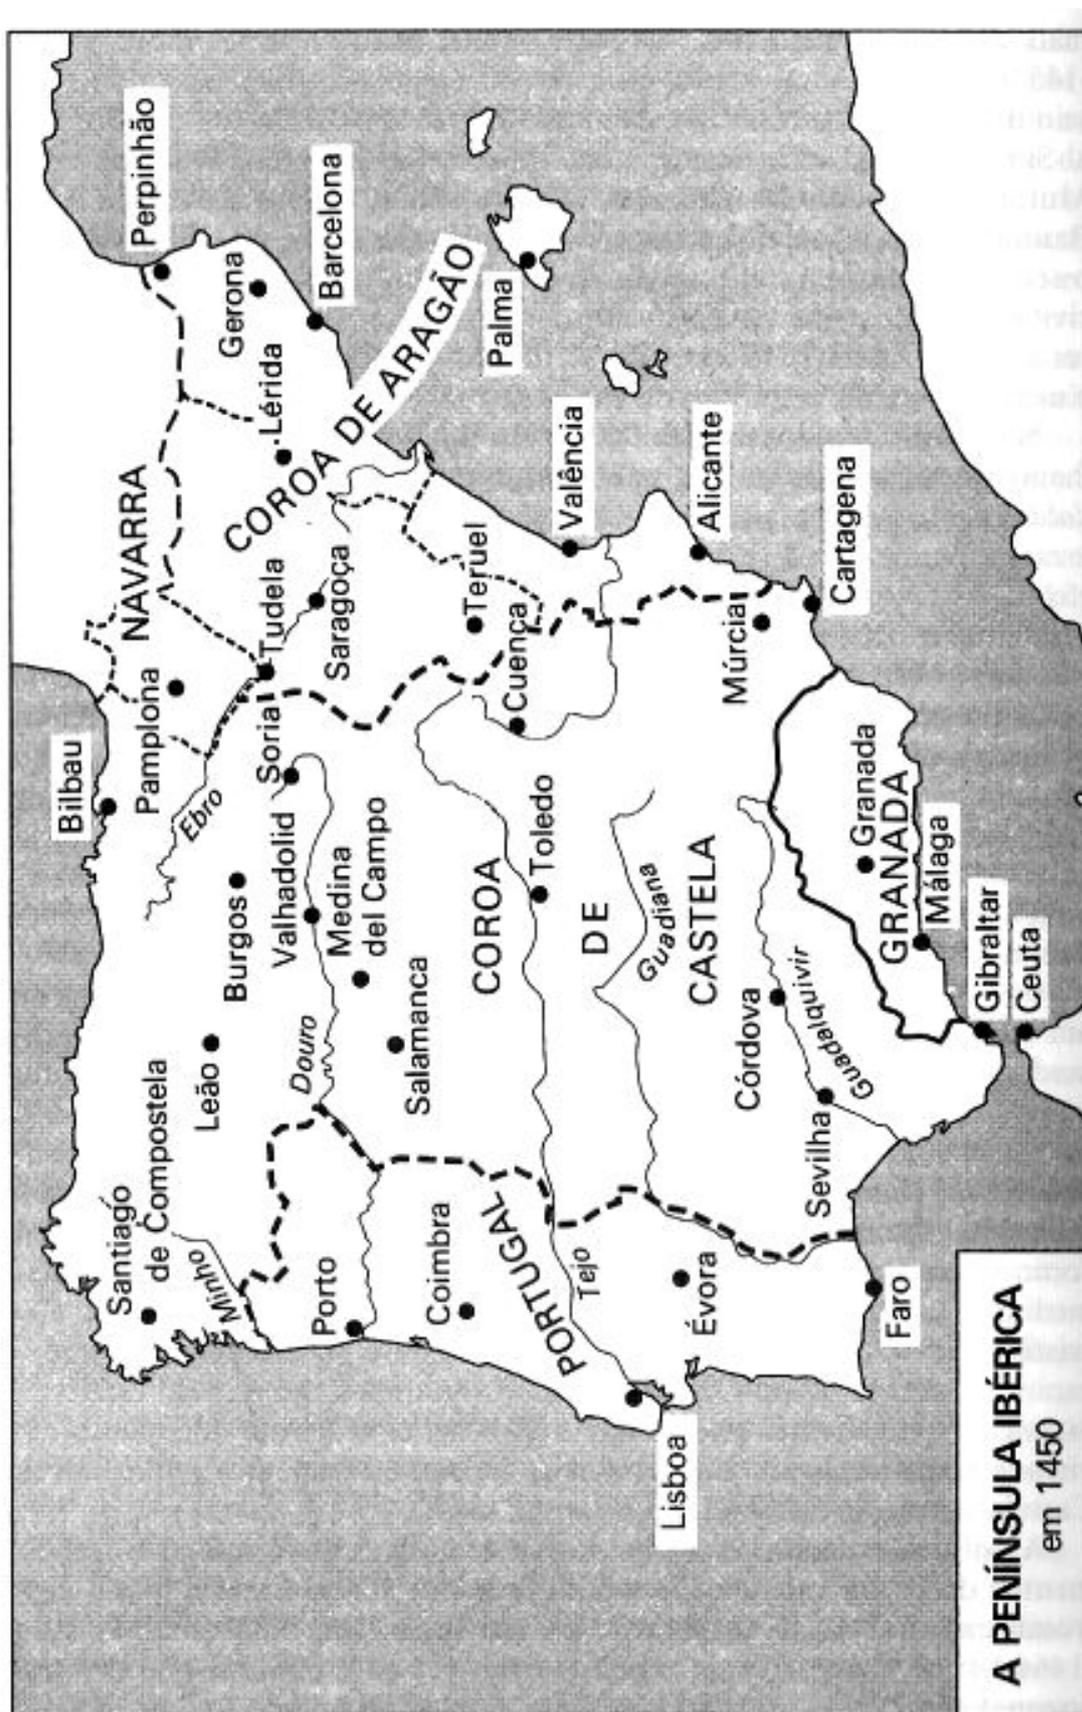 Santiago
de Compostela
Minho
Leão
Burgos
Bilbau
Pamplona
NAVARRA
Perpinhão
Gerona
Barcelona
Lérida
COROA DE ARAGÃO
Tudela
Saragoça
Ebro
Soria
Valhadolid
Medina
del Campo
Douro
Porto
Coimbra
Salamanca
COROA
DE
CASTELA
Teruel
Cuenca
Toledo
Palma
Valência
Alicante
Múrcia
Cartagena
PORTUGAL
Tejo
Lisboa
Évora
Guadiana
Córdova
Guadalquivir
Sevilha
Faro
Granada
GRANADA
Málaga
Gibraltar
Ceuta
A PENÍNSULA IBÉRICA
em 1450